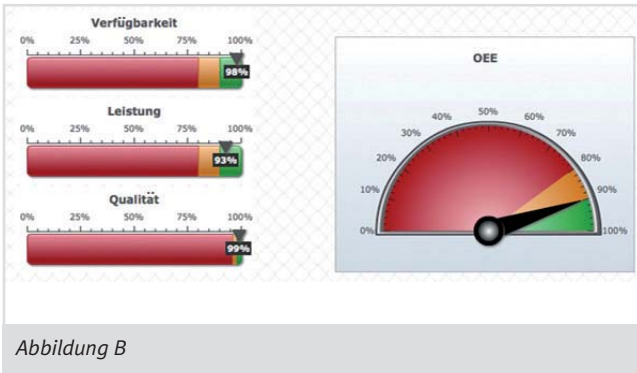 Verfügbarkeit
0% 25% 50% 75% 100%
98%
Leistung
0% 25% 50% 75% 100%
93%
Qualität
0% 25% 50% 75% 100%
99%
OEE
0% 10% 20% 30% 40% 50% 60% 70% 80% 90% 100%
Abbildung B